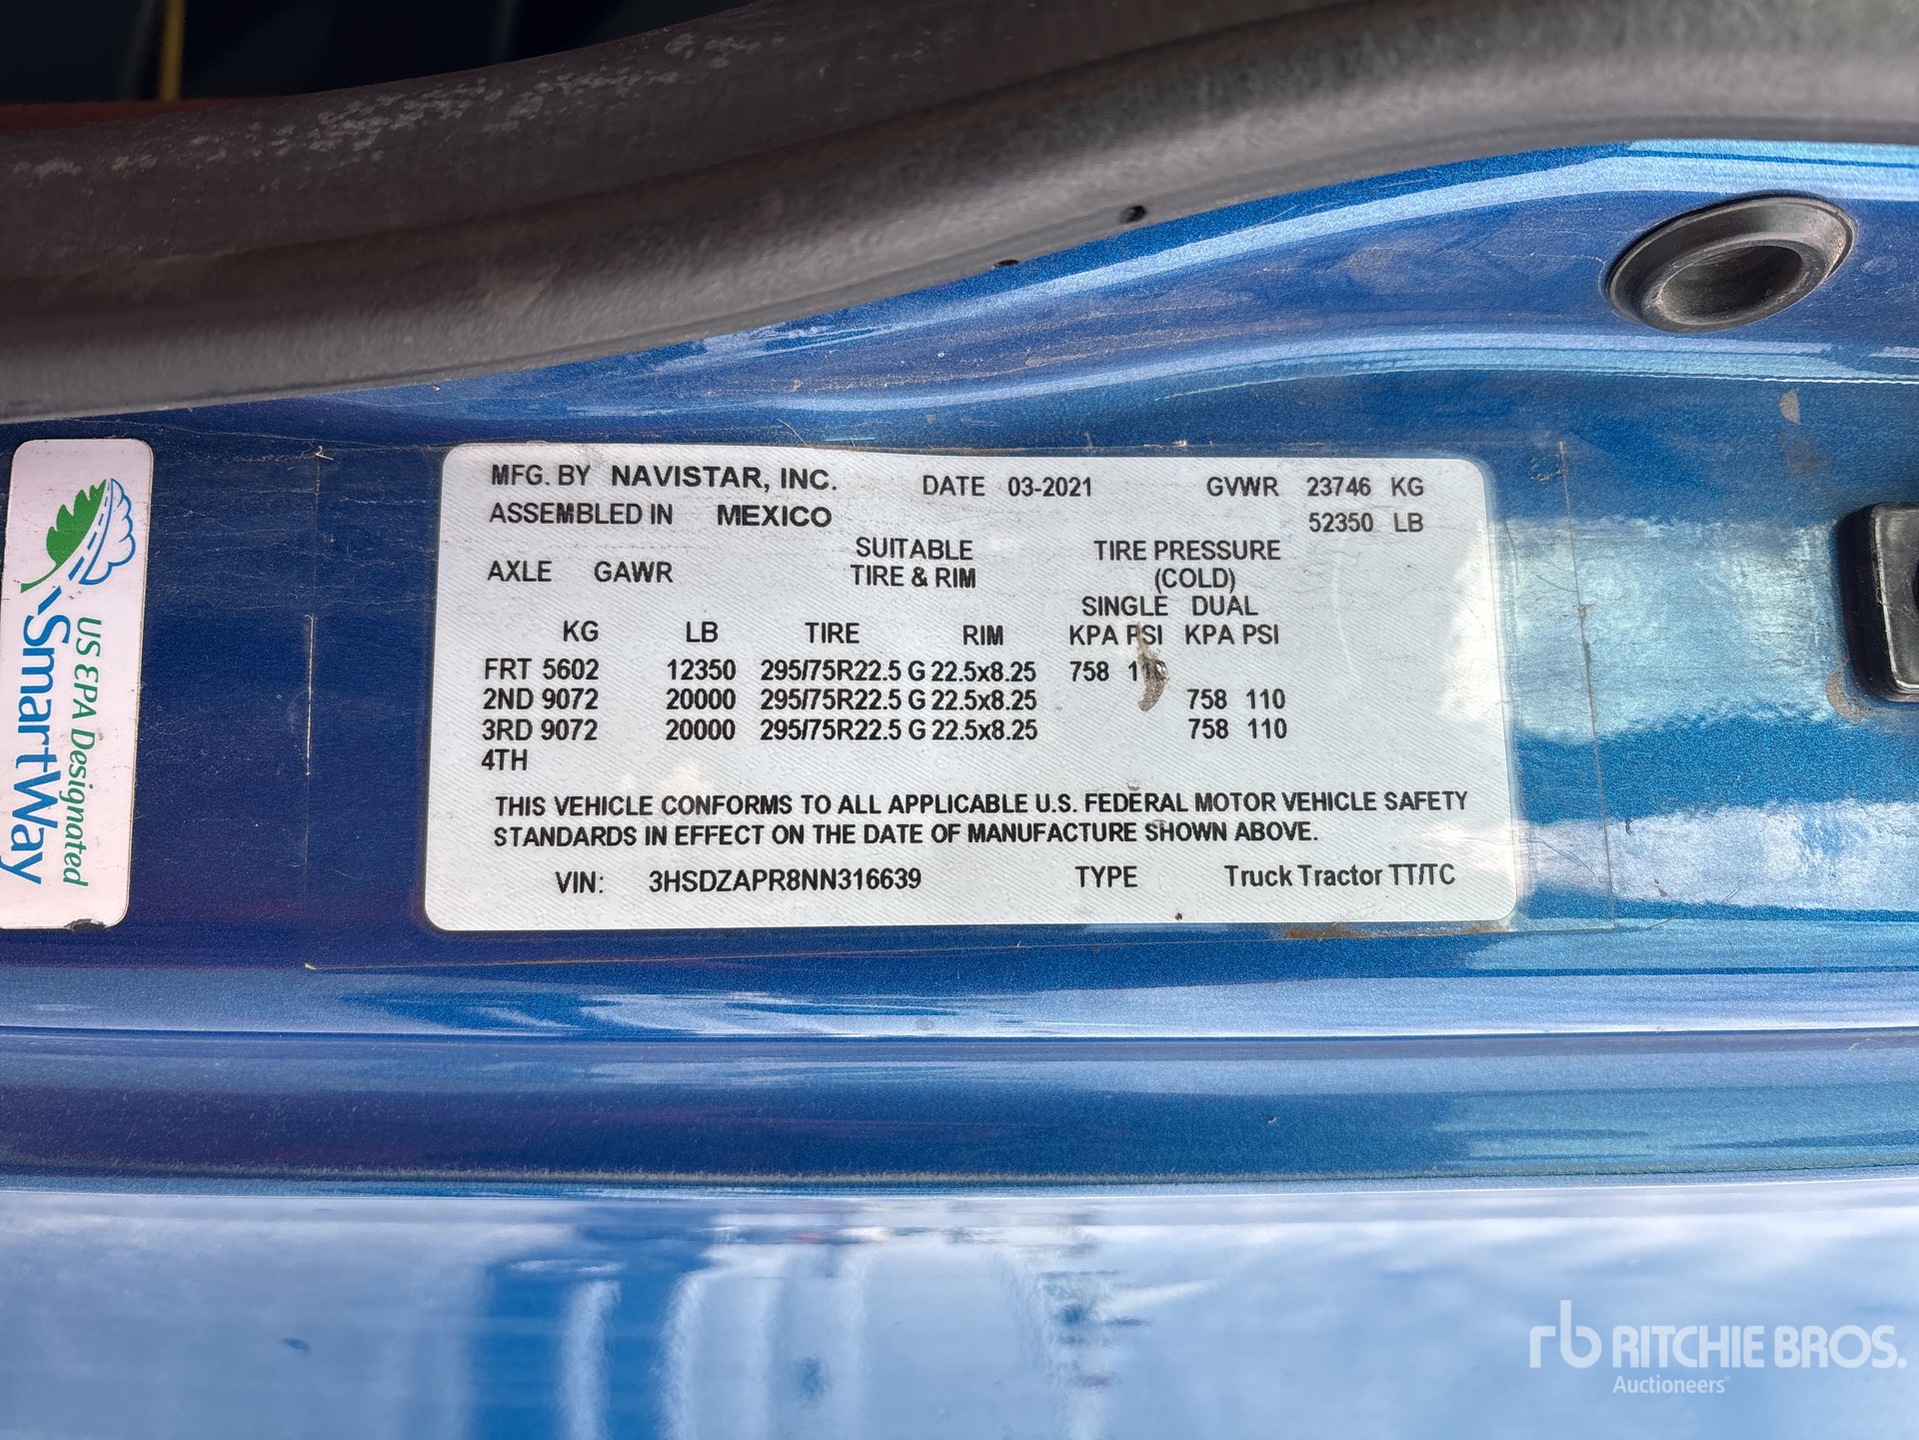 MFG. BY NAVISTAR, INC. DATE 03-2021 GVWR 23746 KG
ASSEMBLED IN MEXICO 52350 LB
AXLE GAWR SUITABLE TIRE & RIM TIRE PRESSURE (COLD)
SINGLE DUAL
KG LB TIRE RIM KPA PSI KPA PSI
FRT 5602 12350 295/75R22.5 G 22.5x8.25 758 110
2ND 9072 20000 295/75R22.5 G 22.5x8.25 758 110
3RD 9072 20000 295/75R22.5 G 22.5x8.25 758 110
4TH
THIS VEHICLE CONFORMS TO ALL APPLICABLE U.S. FEDERAL MOTOR VEHICLE SAFETY
STANDARDS IN EFFECT ON THE DATE OF MANUFACTURE SHOWN ABOVE.
VIN: 3HSDZAPR8NN316639 TYPE Truck Tractor TT/TC
US EPA Designated
SmartWay
rb RITCHIE BROS.
Auctioneers